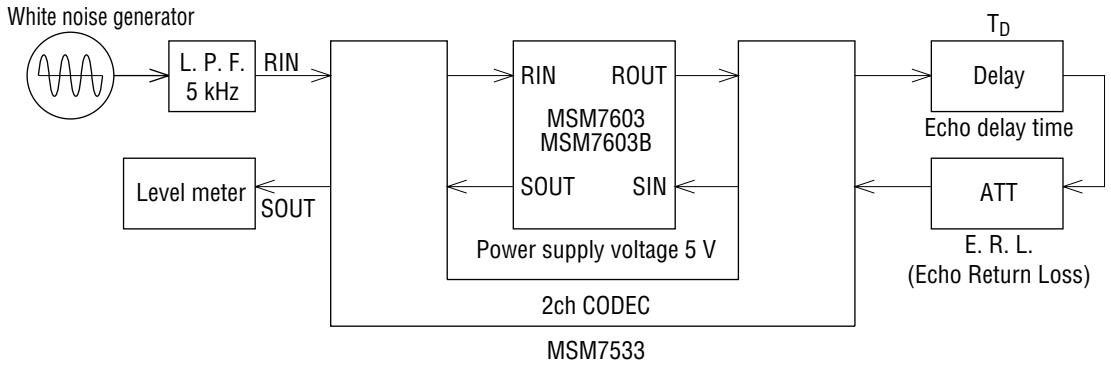 White noise generator
L. P. F.
5 kHz
RIN
RIN
ROUT
MSM7603
MSM7603B
SOUT
SIN
Power supply voltage 5 V
2ch CODEC
MSM7533
Level meter
SOUT
TD
Delay
Echo delay time
ATT
E. R. L.
(Echo Return Loss)